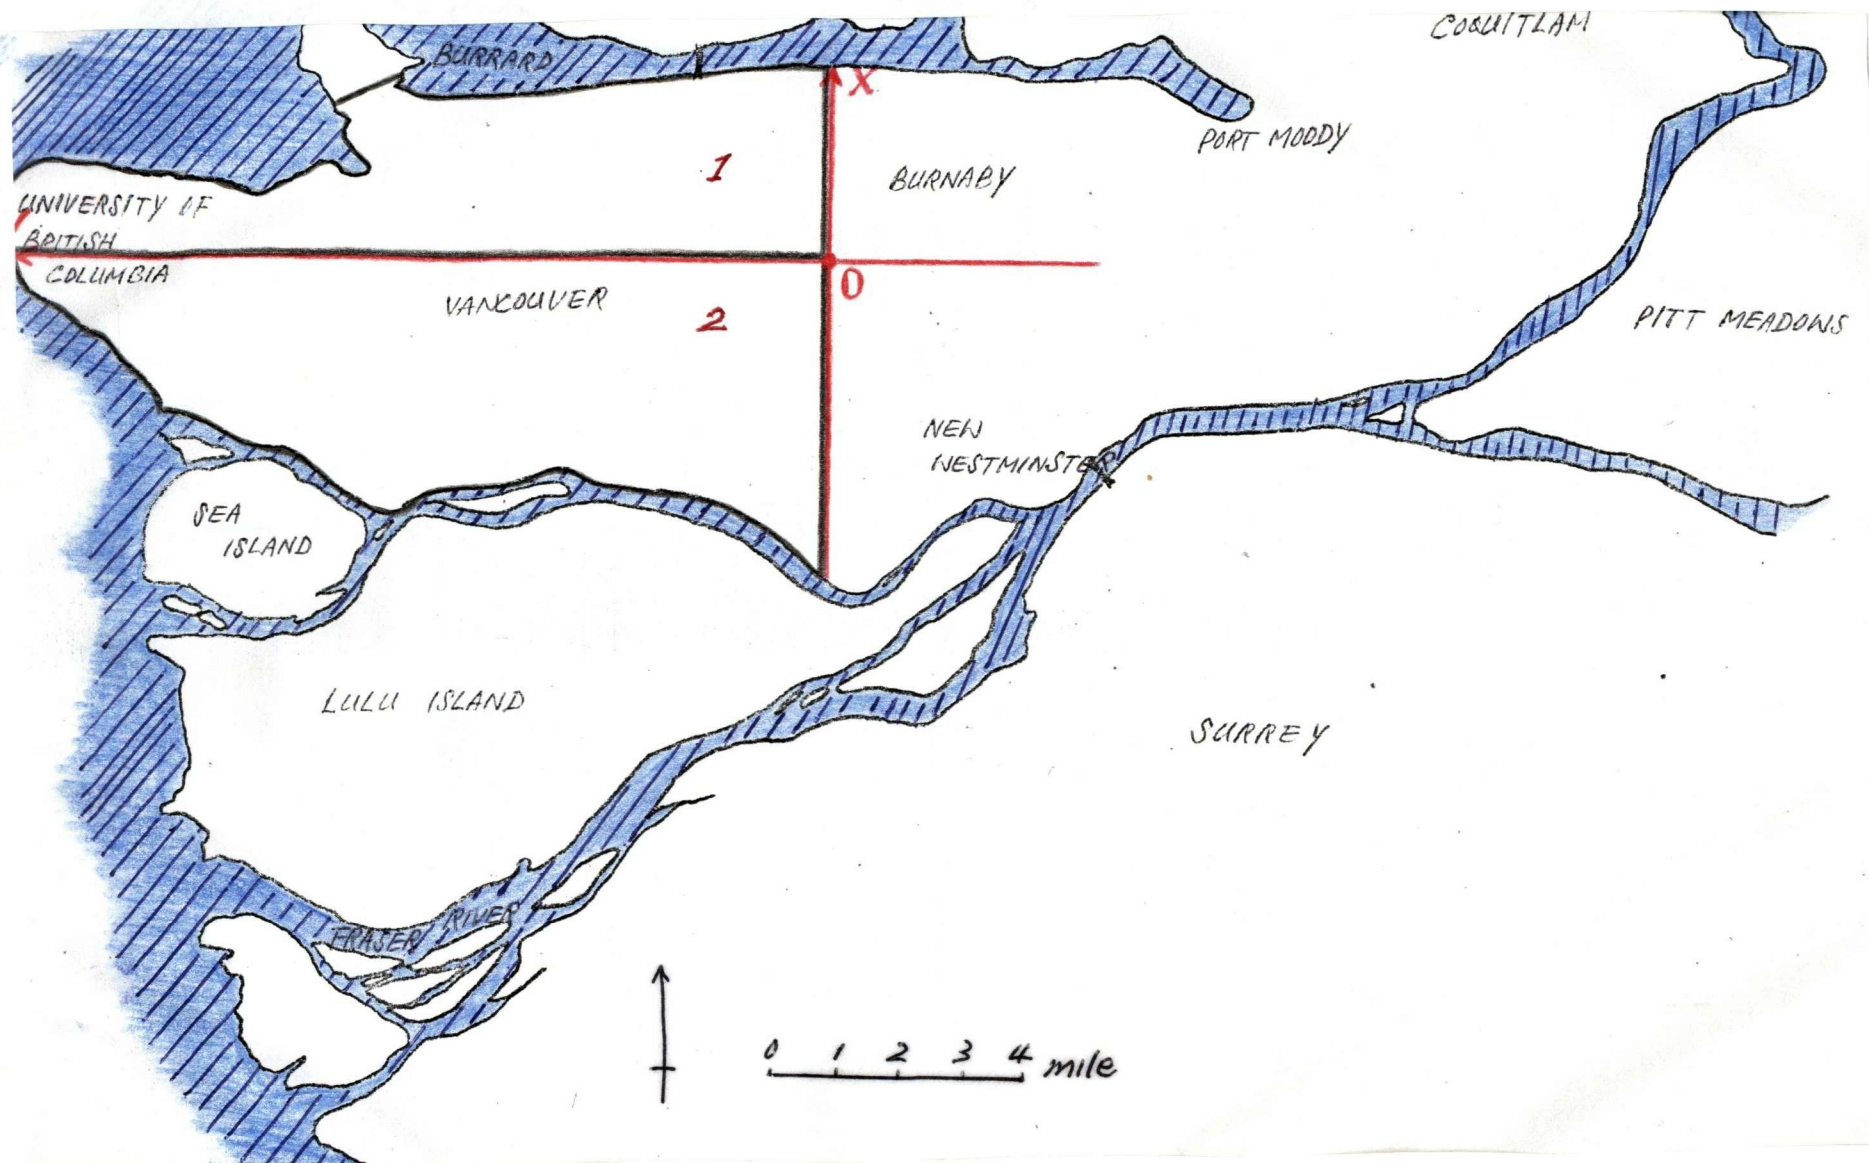 COQUITLAM
BURRARD
X
PORT MOODY
1
BURNABY
UNIVERSITY OF
BRITISH
COLUMBIA
O
VANCOUVER
2
PITT MEADOWS
NEW
WESTMINSTER
SEA
ISLAND
LULU ISLAND
SURREY
FRASER RIVER
0 1 2 3 4 mile